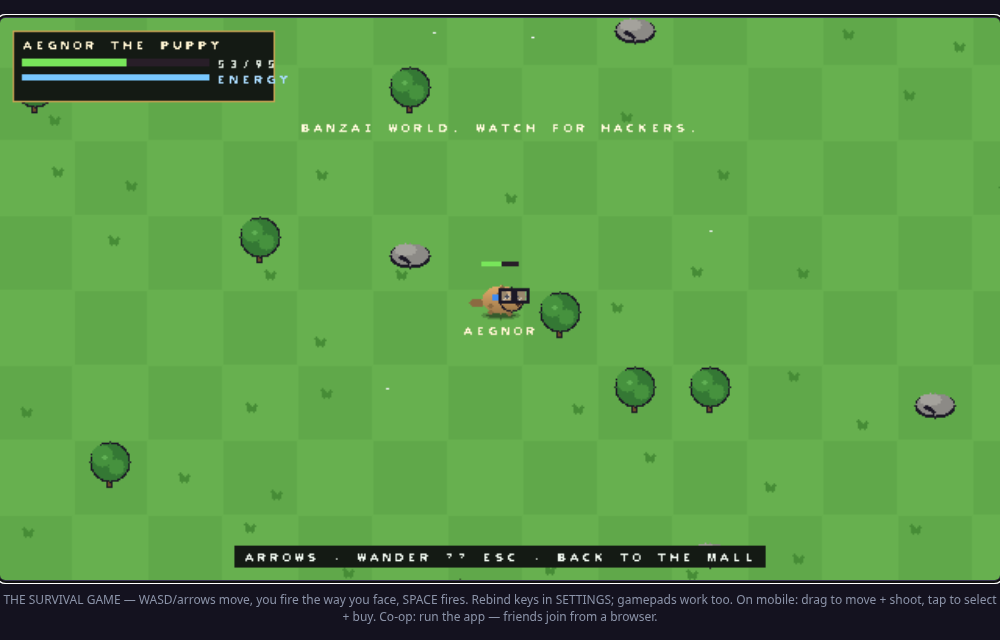 AEGNOR THE PUPPY
53/95
ENERGY
BANZAI WORLD. WATCH FOR HACKERS.
AEGNOR
ARROWS . WANDER ?? ESC . BACK TO THE MALL
THE SURVIVAL GAME — WASD/arrows move, you fire the way you face, SPACE fires. Rebind keys in SETTINGS; gamepads work too. On mobile: drag to move + shoot, tap to select
+ buy. Co-op: run the app — friends join from a browser.